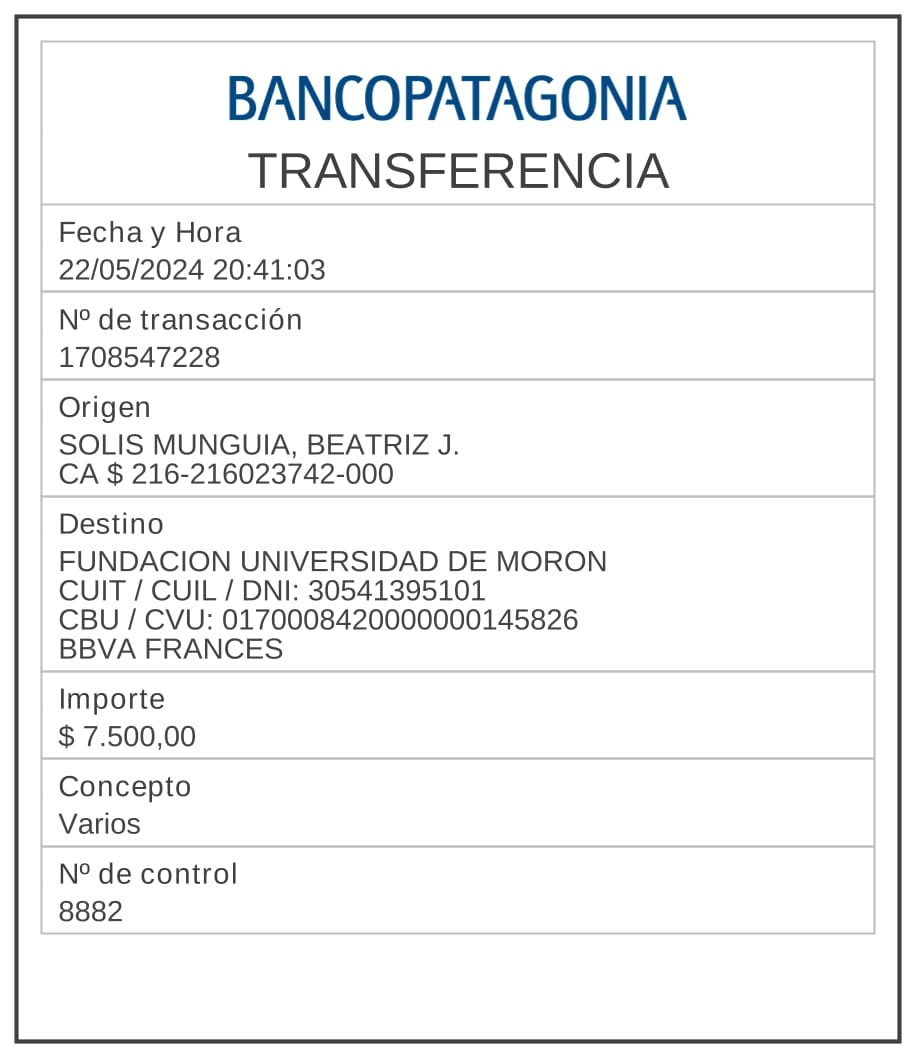 BANCOPATAGONIA
TRANSFERENCIA
Fecha y Hora
22/05/2024 20:41:03
Nº de transacción
1708547228
Origen
SOLIS MUNGUIA, BEATRIZ J.
CA $ 216-216023742-000
Destino
FUNDACION UNIVERSIDAD DE MORON
CUIT / CUIL / DNI: 30541395101
CBU / CVU: 0170008420000000145826
BBVA FRANCES
Importe
$ 7.500,00
Concepto
Varios
Nº de control
8882